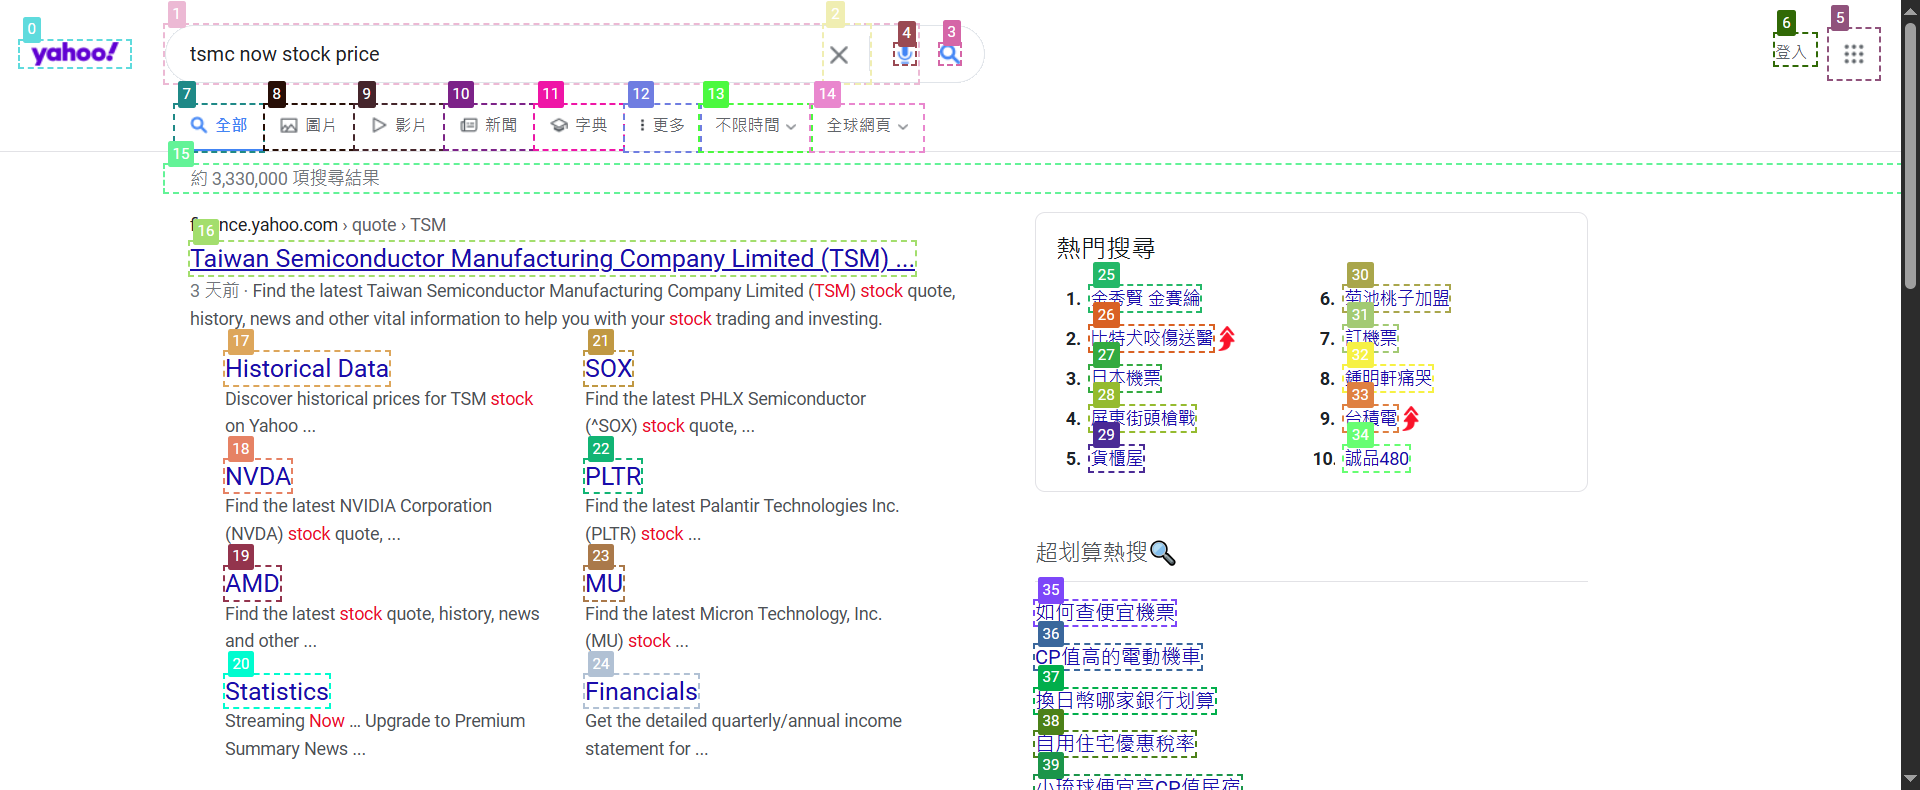 0
1
2
3
4
5
6
yahoo!
tsmc now stock price
登入
7
8
9
10
11
12
13
14
全部
圖片
影片
新聞
字典
更多
不限時間
全球網頁
15
約 3,330,000 項搜尋結果
nce.yahoo.com › quote › TSM
16
Taiwan Semiconductor Manufacturing Company Limited (TSM) ...
3 天前 · Find the latest Taiwan Semiconductor Manufacturing Company Limited (TSM) stock quote,
history, news and other vital information to help you with your stock trading and investing.
17
Historical Data
Discover historical prices for TSM stock
on Yahoo ...
18
NVDA
Find the latest NVIDIA Corporation
(NVDA) stock quote, ...
19
AMD
Find the latest stock quote, history, news
and other ...
20
Statistics
Streaming Now ... Upgrade to Premium
Summary News ...
21
SOX
Find the latest PHLX Semiconductor
(^SOX) stock quote, ...
22
PLTR
Find the latest Palantir Technologies Inc.
(PLTR) stock ...
23
MU
Find the latest Micron Technology, Inc.
(MU) stock ...
24
Financials
Get the detailed quarterly/annual income
statement for ...
熱門搜尋
25
1. 金秀賢 金賽綸
26
2. 比特犬咬傷送醫
27
3. 日本機票
28
4. 屏東街頭槍戰
29
5. 貨櫃屋
30
6. 菊池桃子加盟
31
7. 訂機票
32
8. 鍾明軒痛哭
33
9. 台積電
34
10. 誠品480
超划算熱搜
35
如何查便宜機票
36
CP值高的電動機車
37
換日幣哪家銀行划算
38
自用住宅優惠稅率
39
小琉球便宜高CP值民宿